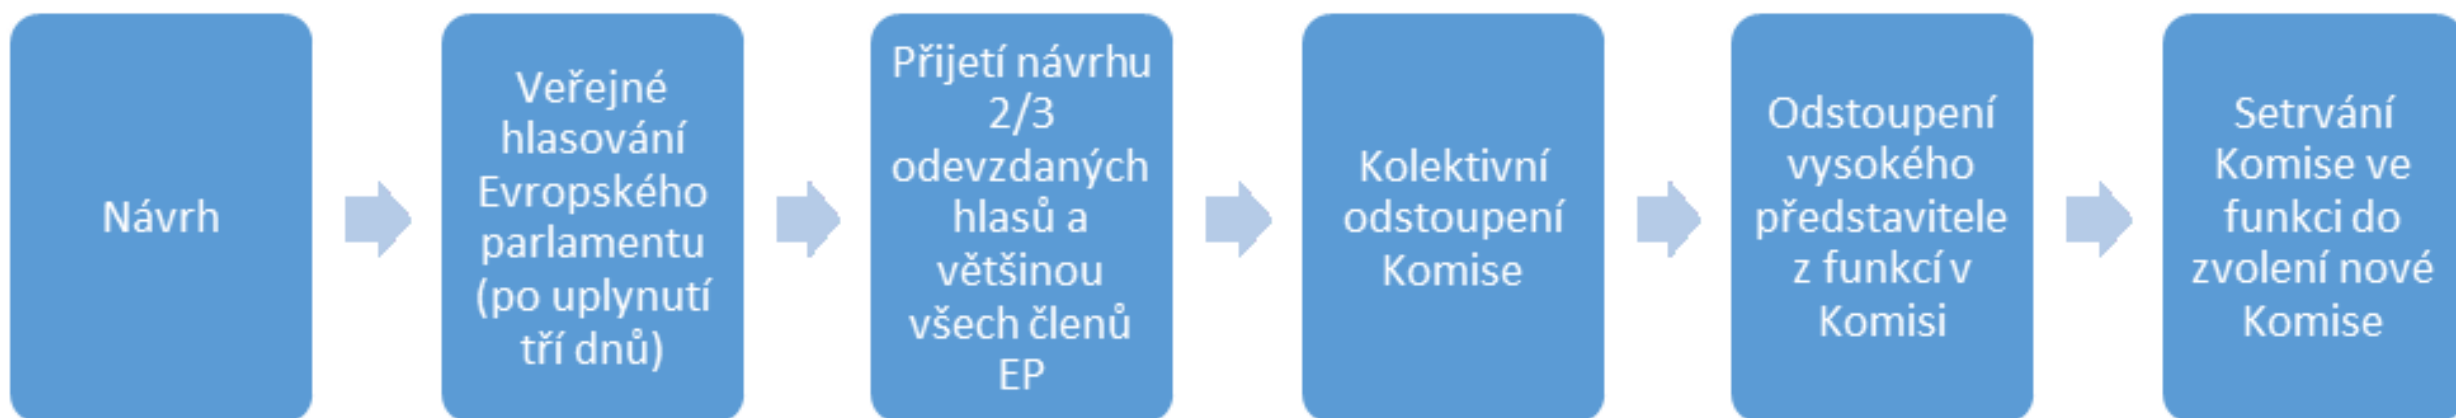 Návrh
Veřejné
hlasování
Evropského
parlamentu
(po uplynutí
tří dnů)
Přijetí návrhu
2/3
odevzdaných
hlasů a
většinou
všech členů
EP
Kolektivní
odstoupení
Komise
Odstoupení
vysokého
představitele
z funkcí v
Komisi
Setrvání
Komise ve
funkci do
zvolení nové
Komise